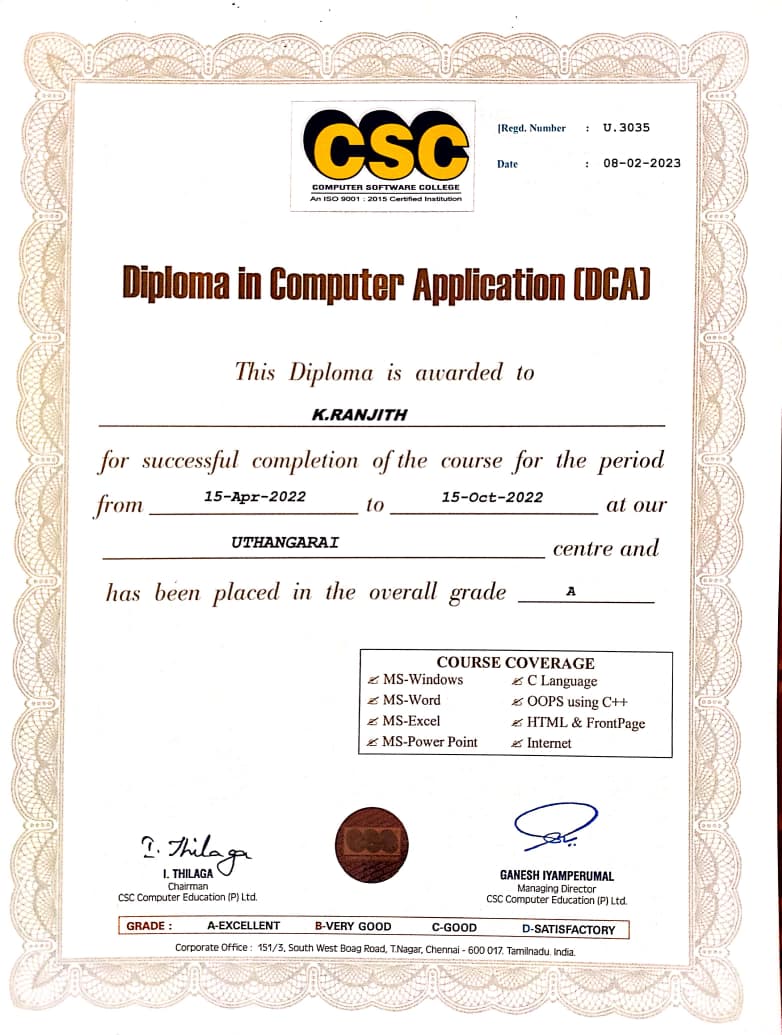 CSC
COMPUTER SOFTWARE COLLEGE
An ISO 9001 : 2015 Certified Institution
[Regd. Number : U.3035
Date : 08-02-2023
Diploma in Computer Application (DCA)
This Diploma is awarded to
K.RANJITH
for successful completion of the course for the period
from 15-Apr-2022 to 15-Oct-2022 at our
UTHANGARAI centre and
has been placed in the overall grade A
COURSE COVERAGE
MS-Windows C Language
MS-Word OOPS using C++
MS-Excel HTML & FrontPage
MS-Power Point Internet
I. Thilaga
CSC
I. THILAGA
Chairman
CSC Computer Education (P) Ltd.
GANESH IYAMPERUMAL
Managing Director
CSC Computer Education (P) Ltd.
GRADE : A-EXCELLENT B-VERY GOOD C-GOOD D-SATISFACTORY
Corporate Office : 151/3, South West Boag Road, T.Nagar, Chennai - 600 017. Tamilnadu. India.